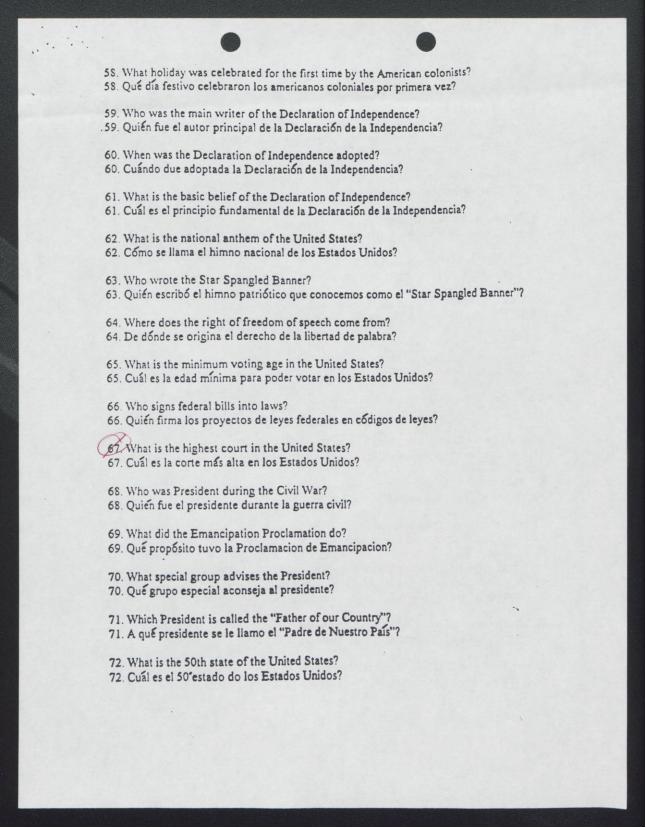 58. What holiday was celebrated for the first time by the American colonists?
58. Qué día festivo celebraron los americanos coloniales por primera vez?
59. Who was the main writer of the Declaration of Independence?
59. Quién fue el autor principal de la Declaración de la Independencia?
60. When was the Declaration of Independence adopted?
60. Cuándo due adoptada la Declaración de la Independencia?
61. What is the basic belief of the Declaration of Independence?
61. Cuál es el principio fundamental de la Declaración de la Independencia?
62. What is the national anthem of the United States?
62. Cómo se llama el himno nacional de los Estados Unidos?
63. Who wrote the Star Spangled Banner?
63. Quién escribó el himno patriótico que conocemos como el "Star Spangled Banner"?
64. Where does the right of freedom of speech come from?
64. De dónde se origina el derecho de la libertad de palabra?
65. What is the minimum voting age in the United States?
65. Cuál es la edad mínima para poder votar en los Estados Unidos?
66. Who signs federal bills into laws?
66. Quién firma los proyectos de leyes federales en códigos de leyes?
67. What is the highest court in the United States?
67. Cuál es la corte más alta en los Estados Unidos?
68. Who was President during the Civil War?
68. Quién fue el presidente durante la guerra civil?
69. What did the Emancipation Proclamation do?
69. Qué propósito tuvo la Proclamacion de Emancipacion?
70. What special group advises the President?
70. Qué grupo especial aconseja al presidente?
71. Which President is called the "Father of our Country"?
71. A qué presidente se le llamo el "Padre de Nuestro País"?
72. What is the 50th state of the United States?
72. Cuál es el 50°estado do los Estados Unidos?